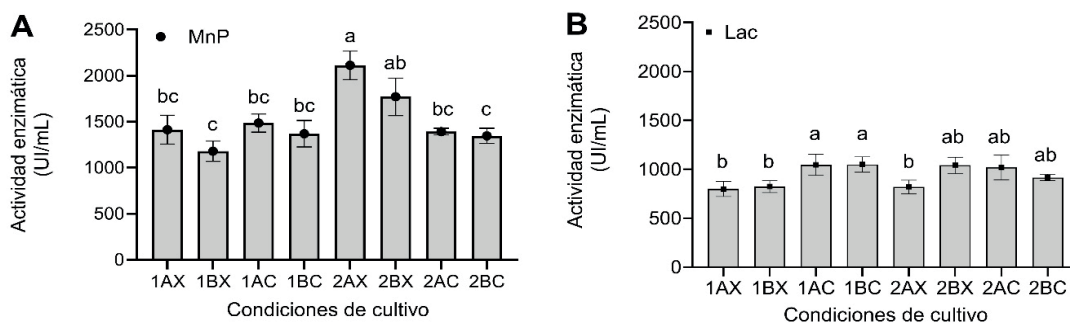 A
MnP
Actividad enzimática
(UI/mL)
2500
2000
1500
1000
500
0
bc
c
bc
bc
a
ab
bc
c
1AX
1BX
1AC
1BC
2AX
2BX
2AC
2BC
Condiciones de cultivo
B
Lac
Actividad enzimática
(UI/mL)
2500
2000
1500
1000
500
0
b
b
a
a
b
ab
ab
ab
1AX
1BX
1AC
1BC
2AX
2BX
2AC
2BC
Condiciones de cultivo